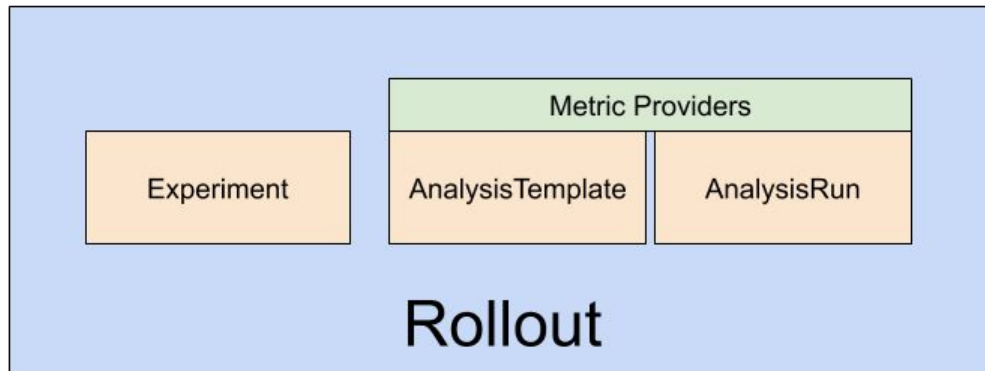 Metric Providers
Experiment
AnalysisTemplate
AnalysisRun
Rollout